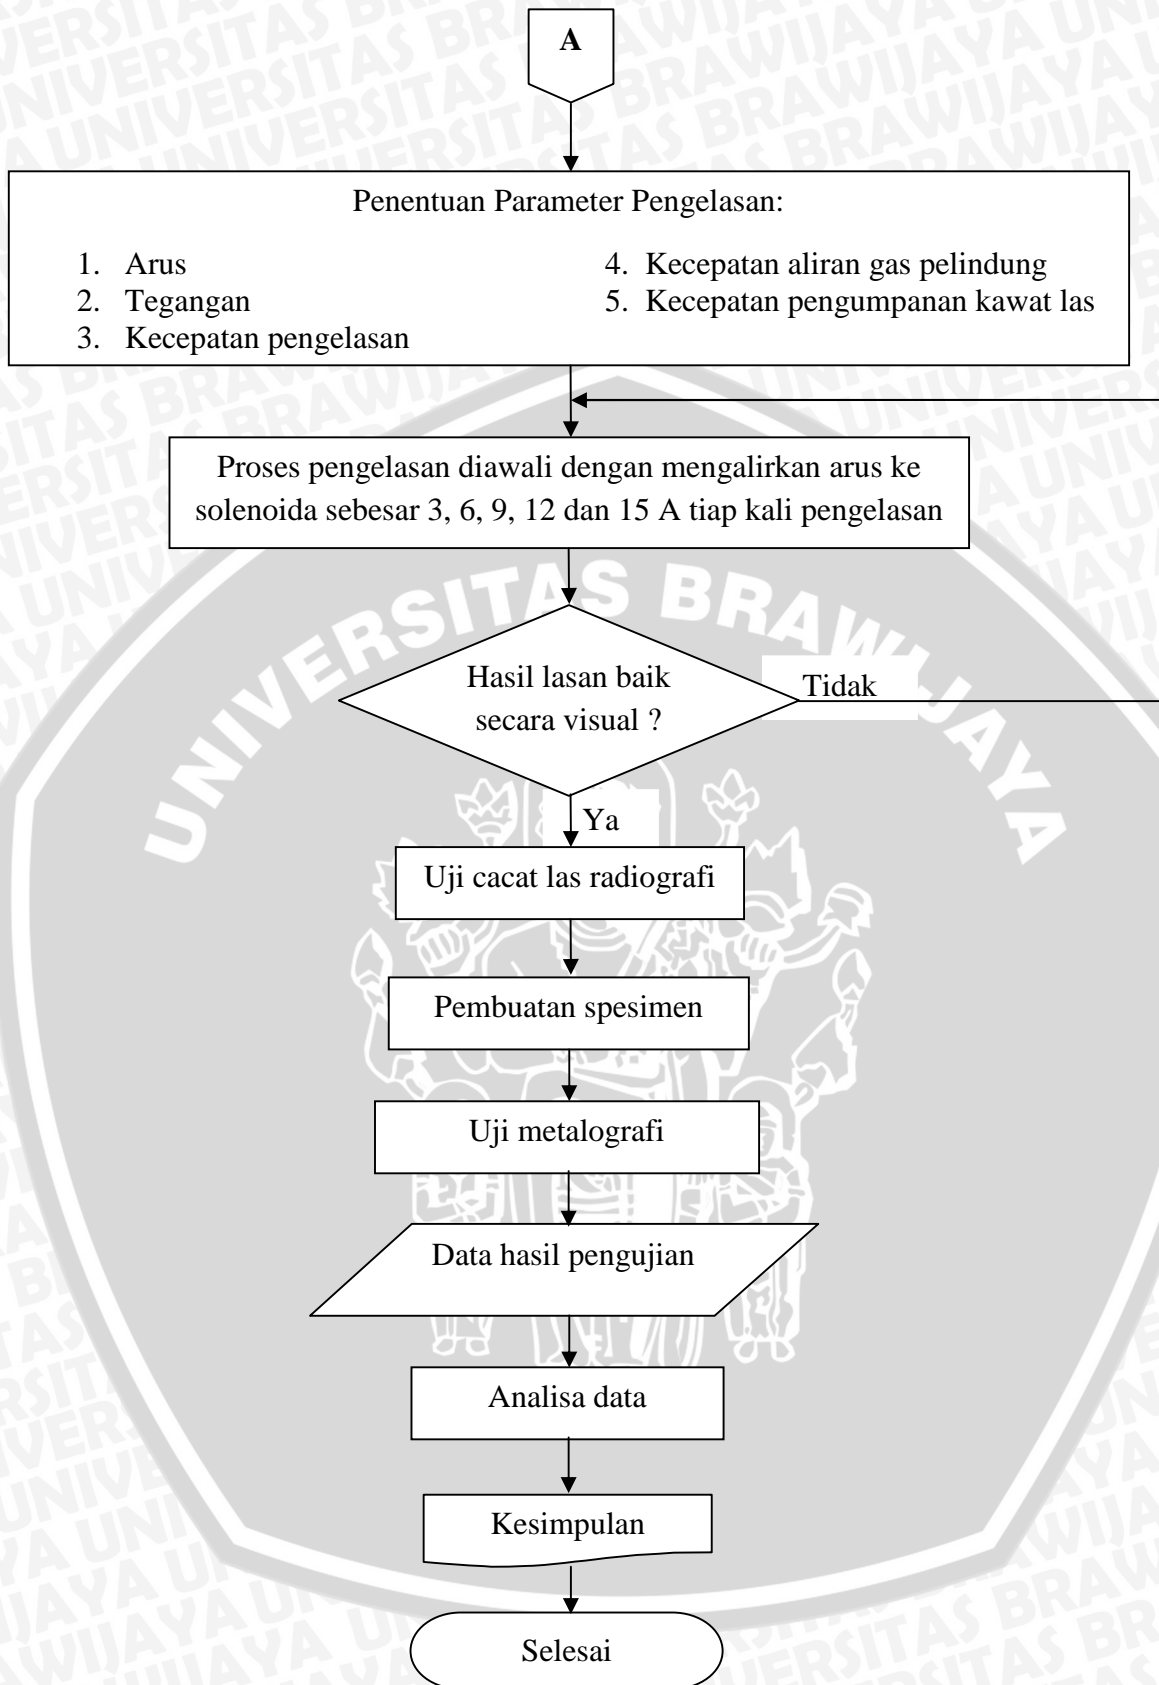 A
Penentuan Parameter Pengelasan:
1. Arus
2. Tegangan
3. Kecepatan pengelasan
4. Kecepatan aliran gas pelindung
5. Kecepatan pengumpanan kawat las
Proses pengelasan diawali dengan mengalirkan arus ke
solenoida sebesar 3, 6, 9, 12 dan 15 A tiap kali pengelasan
Hasil lasan baik
secara visual ?
Tidak
Ya
Uji cacat las radiografi
Pembuatan spesimen
Uji metalografi
Data hasil pengujian
Analisa data
Kesimpulan
Selesai
UNIVERSITAS BRAWIJAYA